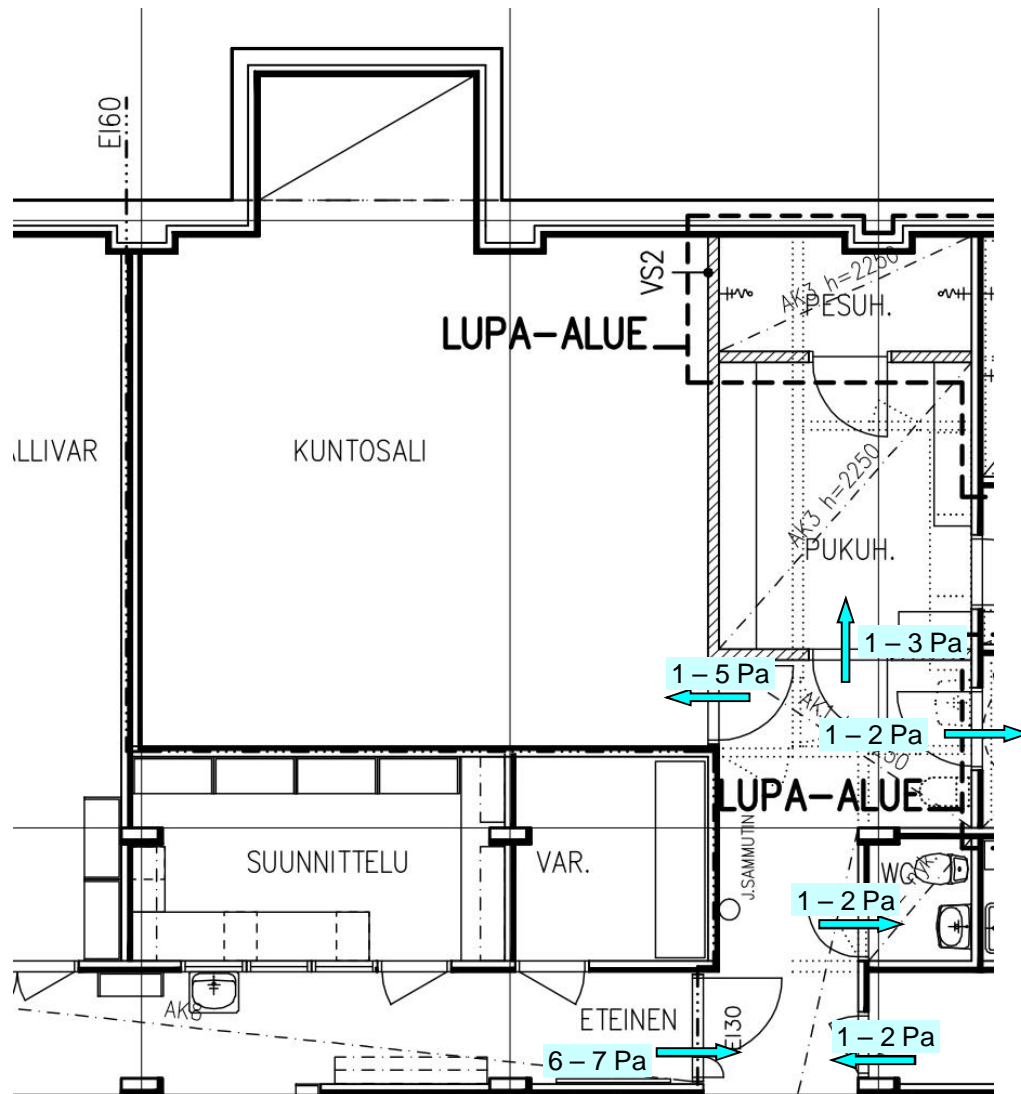 EI60
VS2
AK3 h=2250
PESUH.
LUPA-ALUE
ALLIVAR
KUNTOSALI
AK3 h=2250
PUKUH.
1 – 3 Pa
1 – 5 Pa
1 – 2 Pa
LUPA-ALUE
J.SAMMUTIN
SUUNNITTELU
VAR.
WC
1 – 2 Pa
AK8
ETEINEN
EI30
6 – 7 Pa
1 – 2 Pa